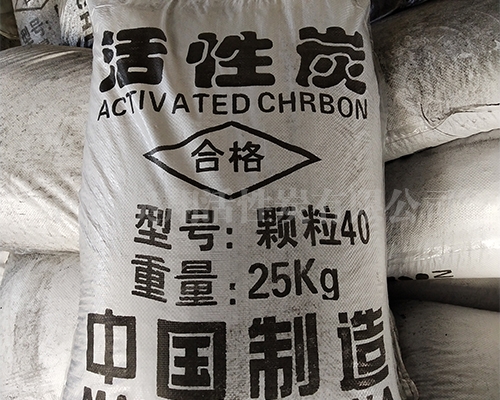 活性炭
ACTIVATED CHRBON
合格
型号:颗粒40
重量:25Kg
中国制造